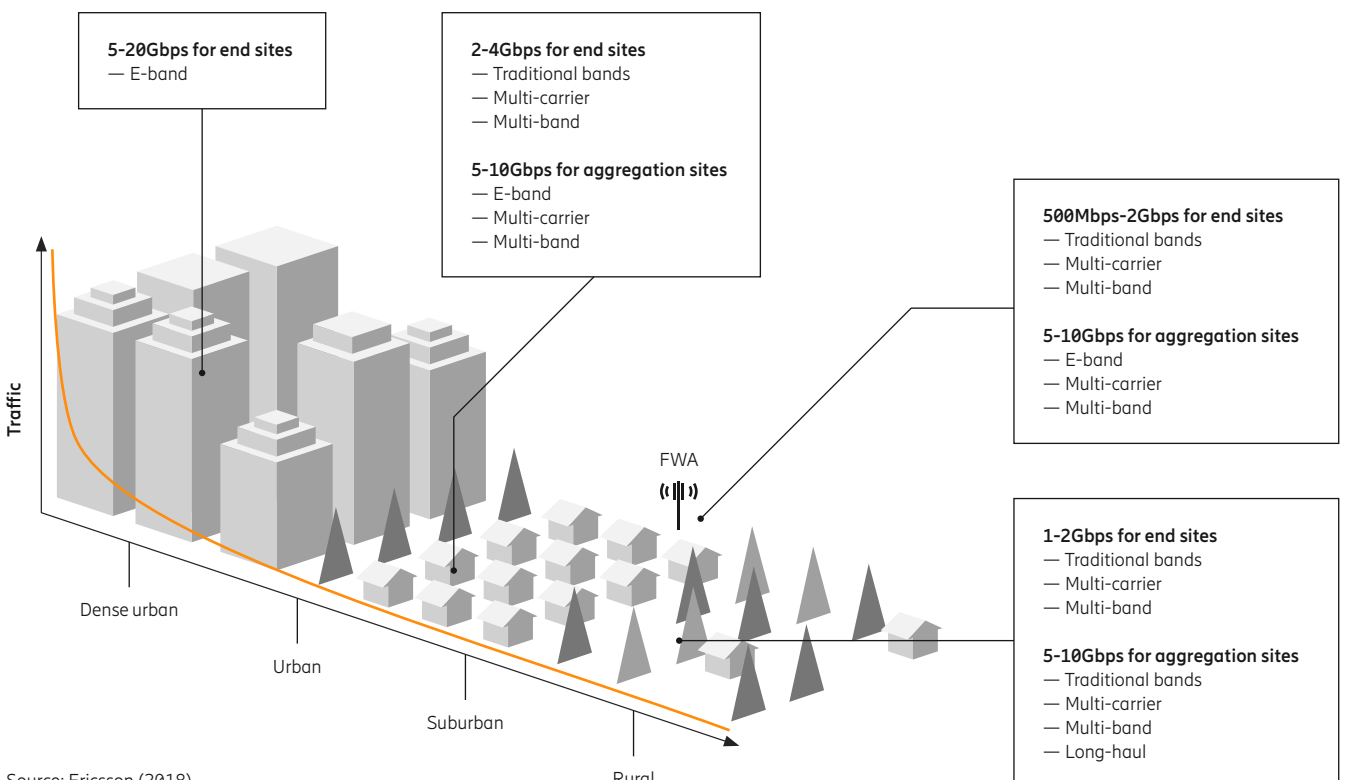 5-20Gbps for end sites
— E-band
2-4Gbps for end sites
— Traditional bands
— Multi-carrier
— Multi-band
5-10Gbps for aggregation sites
— E-band
— Multi-carrier
— Multi-band
500Mbps-2Gbps for end sites
— Traditional bands
— Multi-carrier
— Multi-band
5-10Gbps for aggregation sites
— E-band
— Multi-carrier
— Multi-band
1-2Gbps for end sites
— Traditional bands
— Multi-carrier
— Multi-band
5-10Gbps for aggregation sites
— Traditional bands
— Multi-carrier
— Multi-band
— Long-haul
FWA
Traffic
Dense urban
Urban
Suburban
Rural
Source: Ericsson (2018)